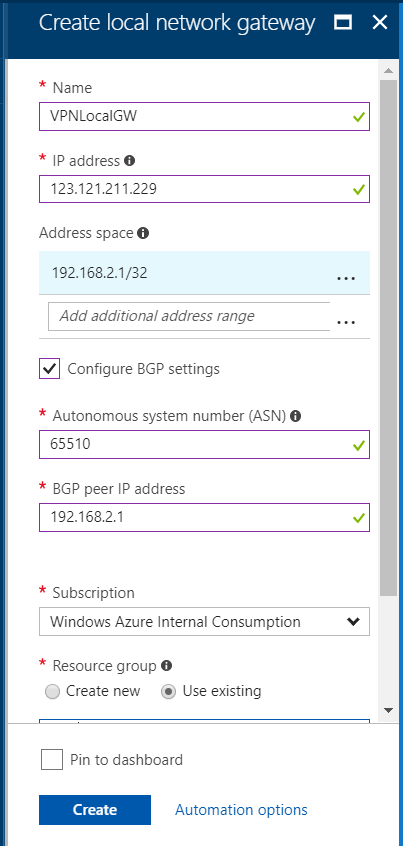 Create local network gateway
* Name
VPNLocalGW
* IP address
123.121.211.229
Address space
192.168.2.1/32
...
Add additional address range
...
Configure BGP settings
* Autonomous system number (ASN)
65510
* BGP peer IP address
192.168.2.1
* Subscription
Windows Azure Internal Consumption
* Resource group
Create new Use existing
Pin to dashboard
Create Automation options